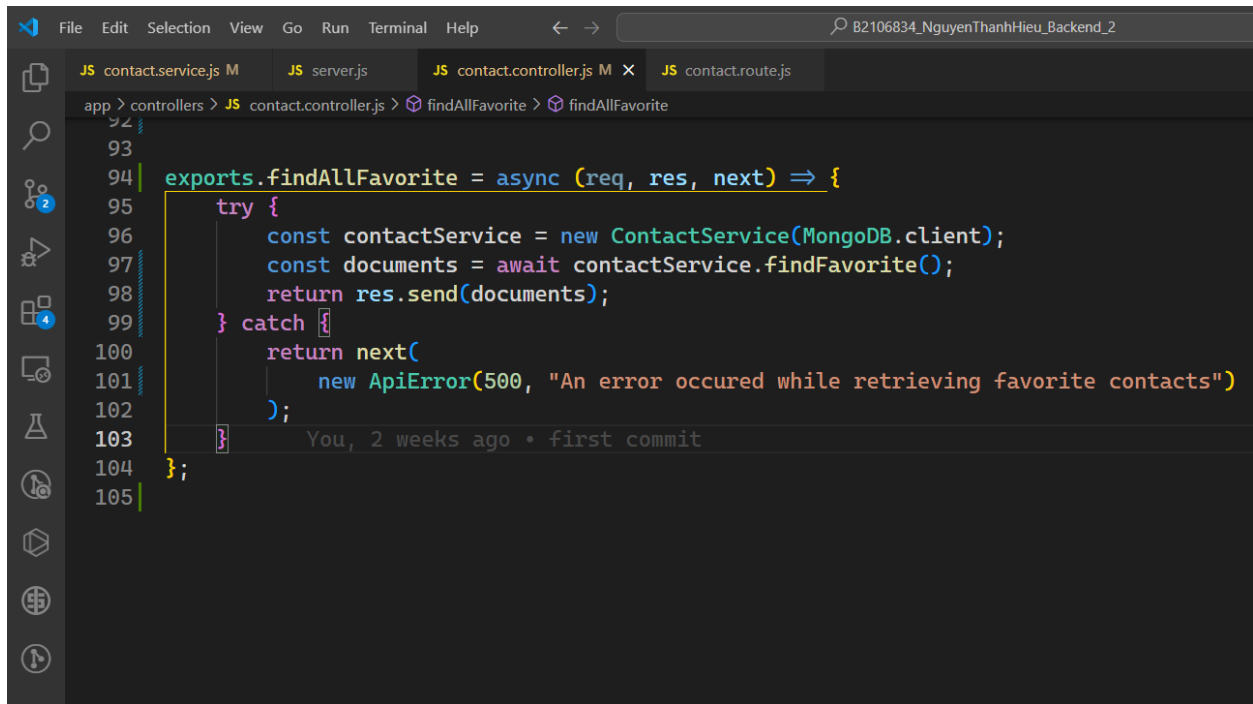 File Edit Selection View Go Run Terminal Help B2106834_NguyenThanhHieu_Backend_2
JS contact.service.js M JS server.js JS contact.controller.js M JS contact.route.js
app > controllers > JS contact.controller.js > findAllFavorite > findAllFavorite
92
93
94 exports.findAllFavorite = async (req, res, next) => {
95 try {
96 const contactService = new ContactService(MongoDB.client);
97 const documents = await contactService.findFavorite();
98 return res.send(documents);
99 } catch {
100 return next(
101 new ApiError(500, "An error occured while retrieving favorite contacts")
102 );
103 } You, 2 weeks ago • first commit
104 };
105
2
4